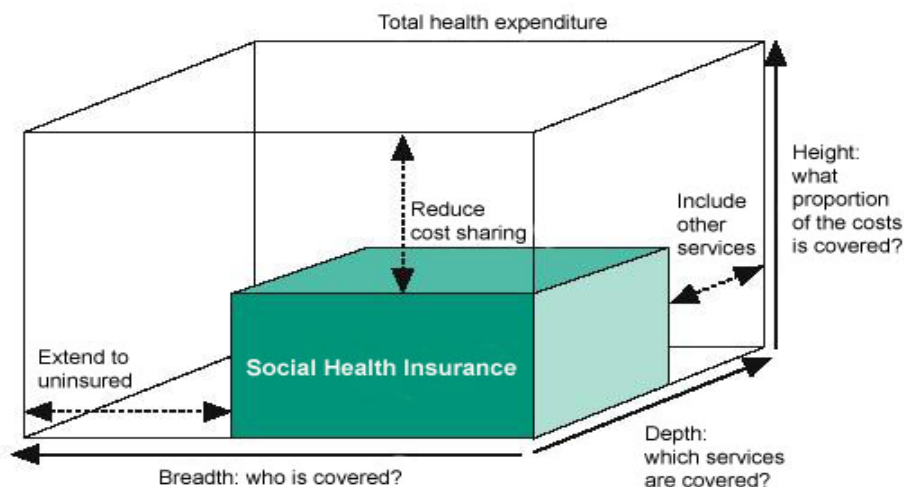 Total health expenditure
Height:
what
proportion
of the costs
is covered?
Include
other
services
Reduce
cost sharing
Extend to
uninsured
Social Health Insurance
Depth:
which services
are covered?
Breadth: who is covered?